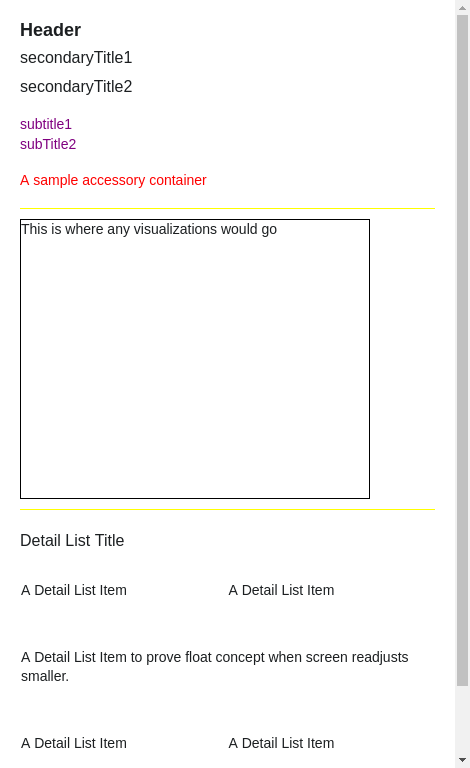 Header
secondaryTitle1
secondaryTitle2
subtitle1
subTitle2
A sample accessory container
This is where any visualizations would go
Detail List Title
A Detail List Item
A Detail List Item
A Detail List Item to prove float concept when screen readjusts
smaller.
A Detail List Item
A Detail List Item